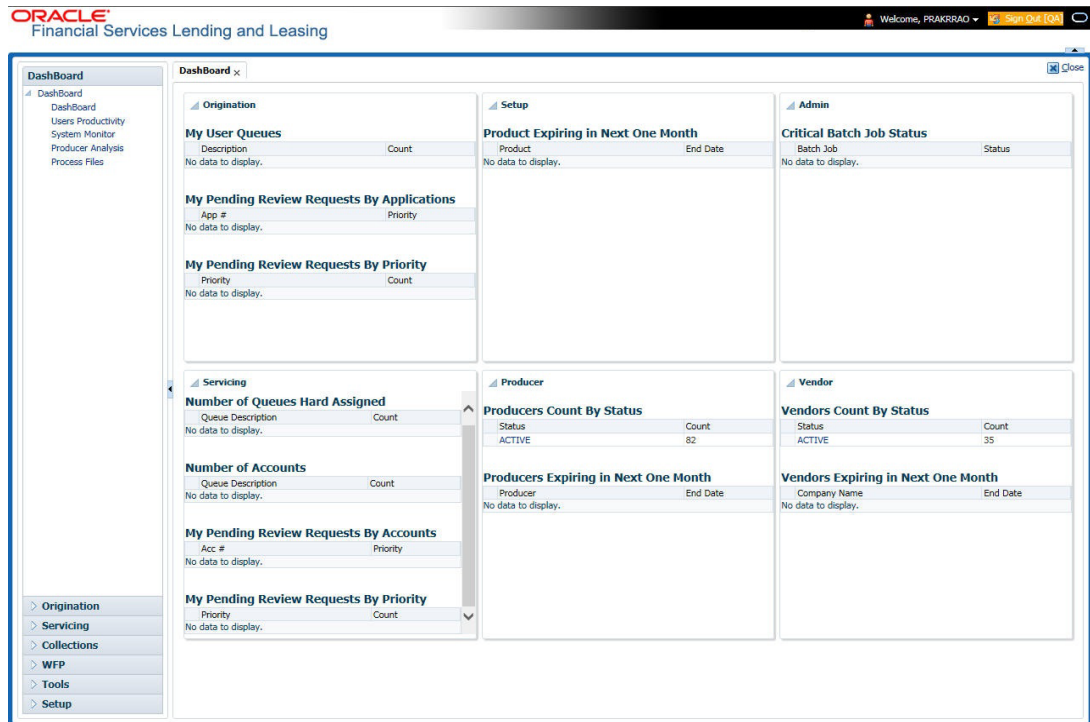 ORACLE
Financial Services Lending and Leasing
Welcome, PRAKRRAO
Sign Out [QA]
DashBoard
DashBoard
DashBoard
Users Productivity
System Monitor
Producer Analysis
Process Files
Origination
Servicing
Collections
WFP
Tools
Setup
DashBoard
Close
Origination
My User Queues
Description Count
No data to display.
My Pending Review Requests By Applications
App # Priority
No data to display.
My Pending Review Requests By Priority
Priority Count
No data to display.
Setup
Product Expiring in Next One Month
Product End Date
No data to display.
Admin
Critical Batch Job Status
Batch Job Status
No data to display.
Servicing
Number of Queues Hard Assigned
Queue Description Count
No data to display.
Number of Accounts
Queue Description Count
No data to display.
My Pending Review Requests By Accounts
Acc # Priority
No data to display.
My Pending Review Requests By Priority
Priority Count
No data to display.
Producer
Producers Count By Status
Status Count
ACTIVE 82
Producers Expiring in Next One Month
Producer End Date
No data to display.
Vendor
Vendors Count By Status
Status Count
ACTIVE 35
Vendors Expiring in Next One Month
Company Name End Date
No data to display.